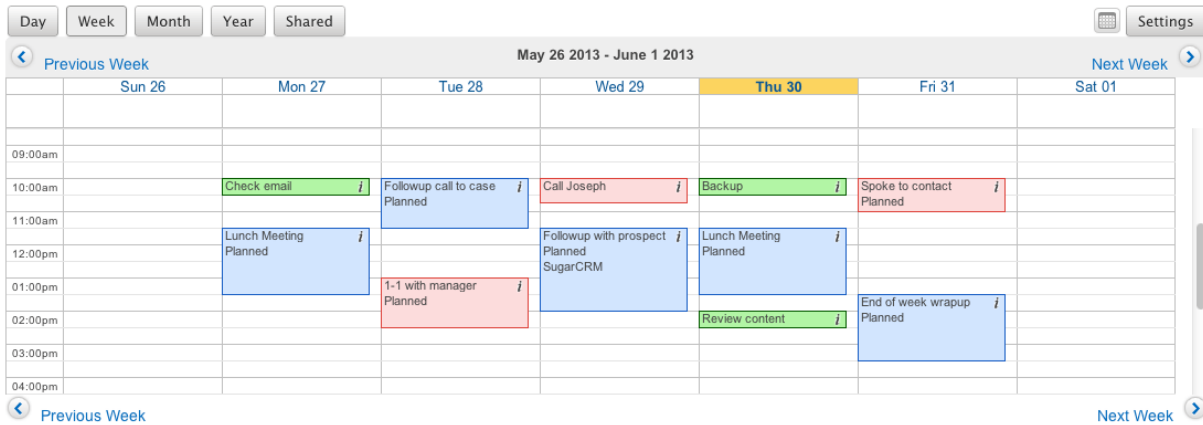 Day Week Month Year Shared Settings
Previous Week May 26 2013 - June 1 2013 Next Week
Sun 26 Mon 27 Tue 28 Wed 29 Thu 30 Fri 31 Sat 01
09:00am
10:00am
Check email i
Followup call to case i
Planned
Call Joseph i
Backup i
Spoke to contact i
Planned
11:00am
Lunch Meeting i
Planned
Followup with prospect i
Planned
SugarCRM
Lunch Meeting i
Planned
12:00pm
01:00pm
1-1 with manager i
Planned
End of week wrapup i
Planned
02:00pm
Review content i
03:00pm
04:00pm
Previous Week Next Week